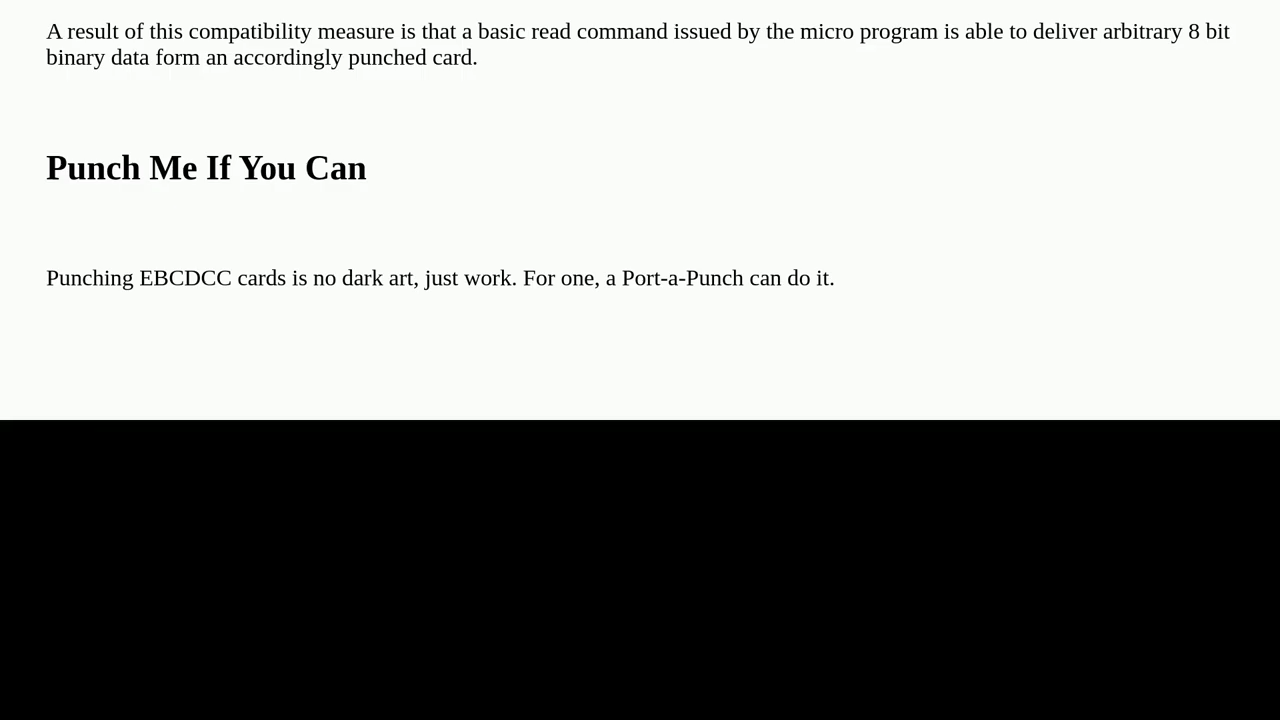 A result of this compatibility measure is that a basic read command issued by the micro program is able to deliver arbitrary 8 bit
binary data form an accordingly punched card.
Punch Me If You Can
Punching EBCDCC cards is no dark art, just work. For one, a Port-a-Punch can do it.